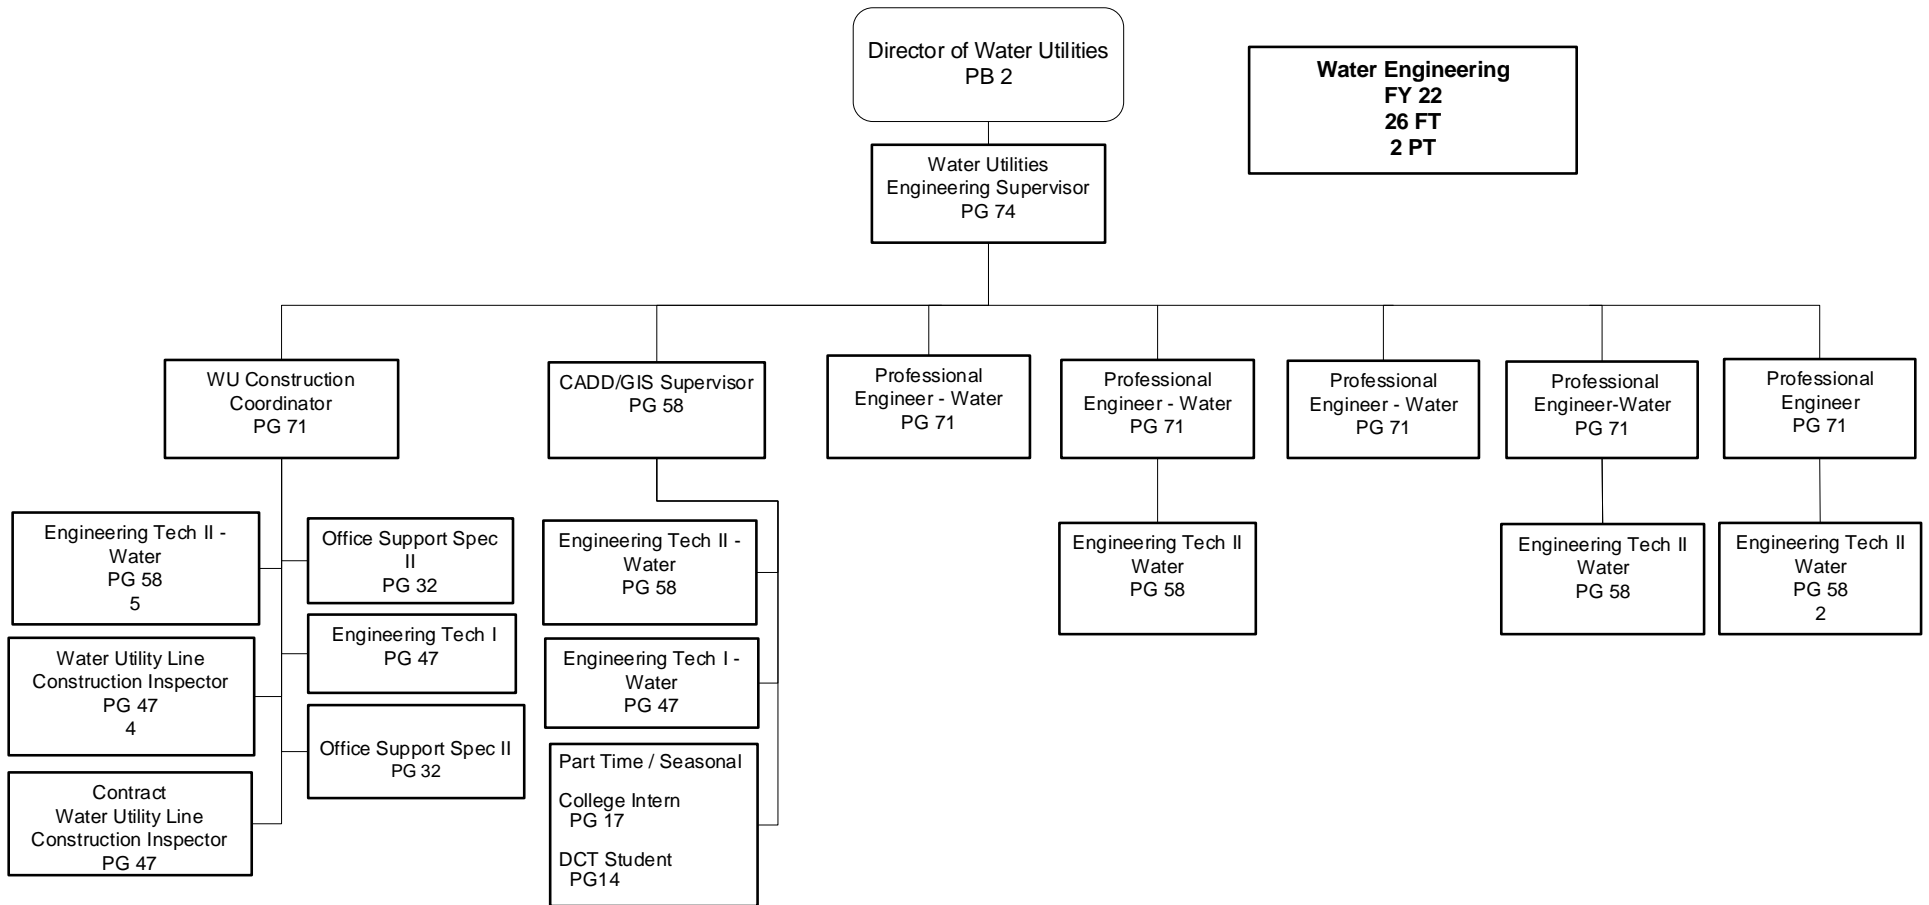 Director of Water Utilities
PB 2
Water Engineering
FY 22
26 FT
2 PT
Water Utilities
Engineering Supervisor
PG 74
WU Construction
Coordinator
PG 71
CADD/GIS Supervisor
PG 58
Professional
Engineer - Water
PG 71
Professional
Engineer - Water
PG 71
Professional
Engineer - Water
PG 71
Professional
Engineer-Water
PG 71
Professional
Engineer
PG 71
Engineering Tech II -
Water
PG 58
5
Office Support Spec
II
PG 32
Water Utility Line
Construction Inspector
PG 47
4
Engineering Tech I
PG 47
Contract
Water Utility Line
Construction Inspector
PG 47
Office Support Spec II
PG 32
Engineering Tech II -
Water
PG 58
Engineering Tech I -
Water
PG 47
Part Time / Seasonal
College Intern
PG 17
DCT Student
PG14
Engineering Tech II
Water
PG 58
Engineering Tech II
Water
PG 58
Engineering Tech II
Water
PG 58
2